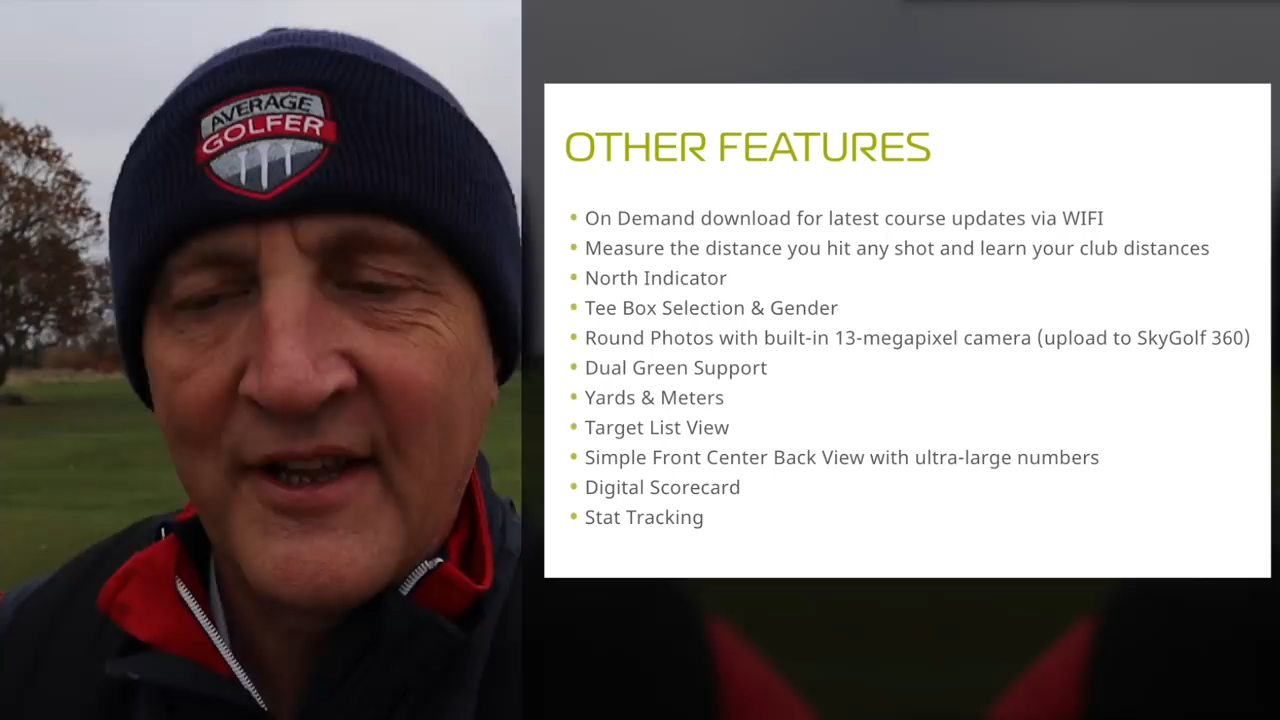 AVERAGE
GOLFER
OTHER FEATURES
• On Demand download for latest course updates via WIFI
• Measure the distance you hit any shot and learn your club distances
• North Indicator
• Tee Box Selection & Gender
• Round Photos with built-in 13-megapixel camera (upload to SkyGolf 360)
• Dual Green Support
• Yards & Meters
• Target List View
• Simple Front Center Back View with ultra-large numbers
• Digital Scorecard
• Stat Tracking